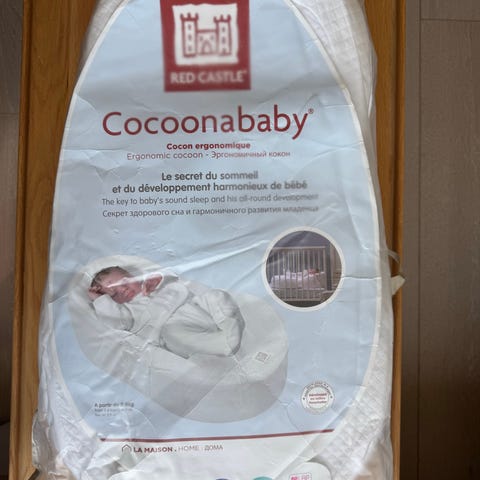 RED CASTLE®
Cocoonababy®
Cocon ergonomique
Ergonomic cocoon - Эргономичный кокон
Le secret du sommeil
et du développement harmonieux de bébé
The key to baby's sound sleep and his all-round development
Секрет здорового сна и гармоничного развития младенца
LA MAISON . HOME . ДОМА